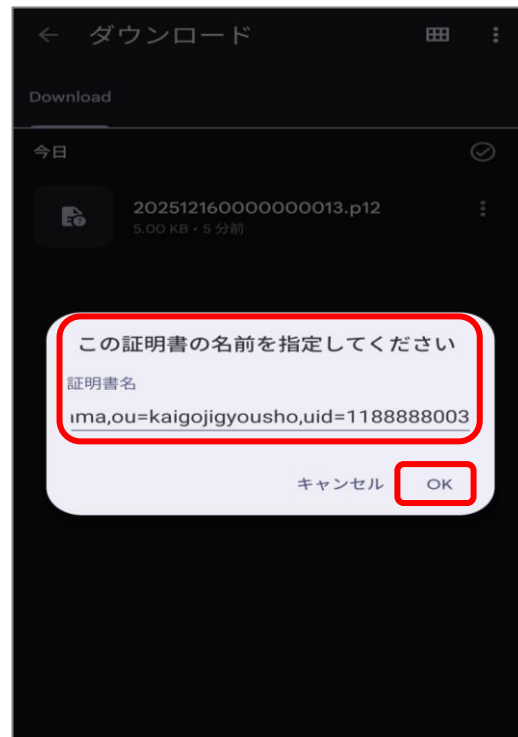 ダウンロード
Download
今日
202512160000000013.p12
5.00 KB • 5 分前
この証明書の名前を指定してください
証明書名
ma,ou=kaigojigyousho,uid=1188888003
キャンセル OK